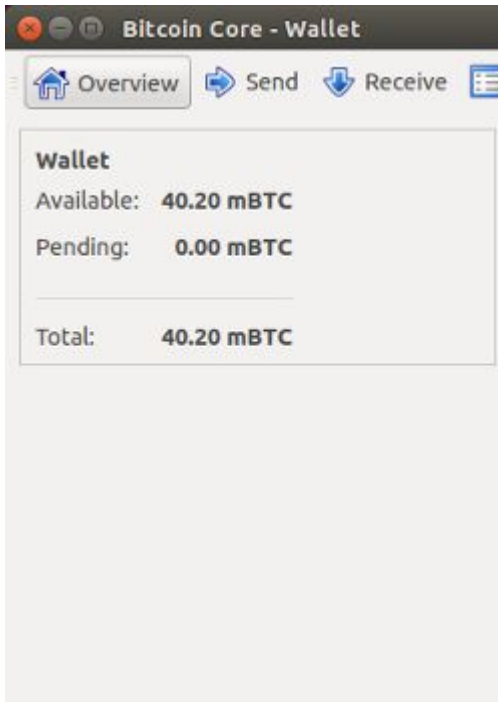 Bitcoin Core - Wallet
Overview Send Receive
Wallet
Available: 40.20 mBTC
Pending: 0.00 mBTC
Total: 40.20 mBTC